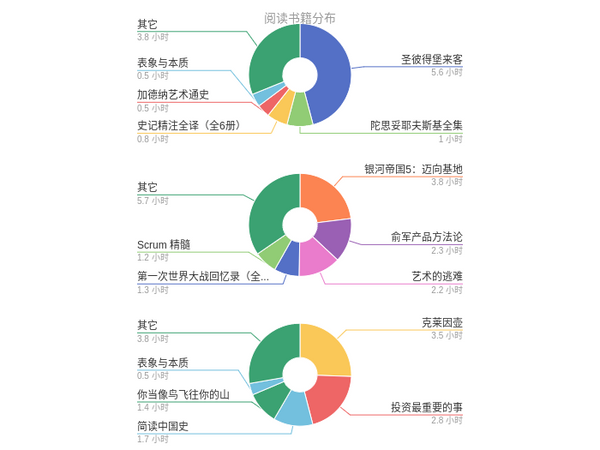 阅读书籍分布
其它
3.8 小时
表象与本质
0.5 小时
加德纳艺术通史
0.5 小时
史记精注全译（全6册）
0.8 小时
圣彼得堡来客
5.6 小时
陀思妥耶夫斯基全集
1 小时
其它
5.7 小时
Scrum 精髓
1.2 小时
第一次世界大战回忆录（全...
1.3 小时
银河帝国5：迈向基地
3.8 小时
俞军产品方法论
2.3 小时
艺术的逃难
2.2 小时
其它
3.8 小时
表象与本质
0.5 小时
你当像鸟飞往你的山
1.4 小时
简读中国史
1.7 小时
克莱因壶
3.5 小时
投资最重要的事
2.8 小时